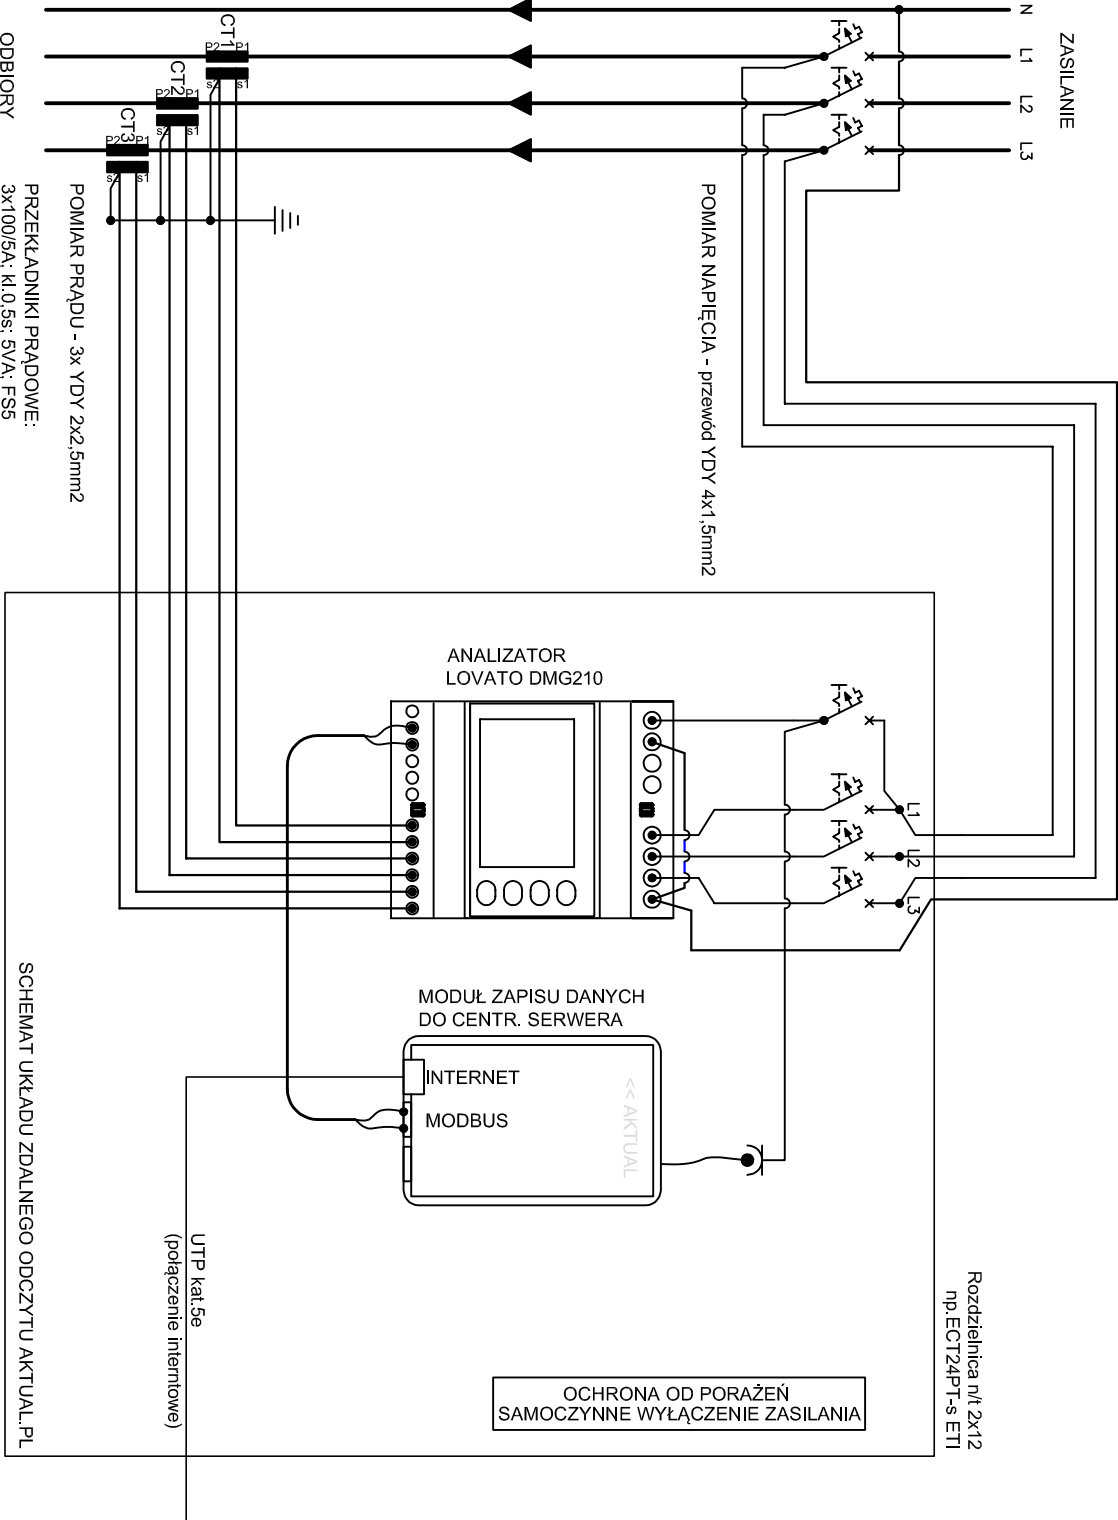 ZASILANIE
N
L1
L2
L3
ODBIORY
CT1
P2
P1
s2
s1
CT2
P2
P1
s2
s1
CT3
P2
P1
s2
s1
POMIAR NAPIĘCIA - przewód YDY 4x1,5mm2
POMIAR PRĄDU - 3x YDY 2x2,5mm2
PRZEKŁADNIKI PRĄDOWE:
3x100/5A; kl.0,5s; 5VA; FS5
ANALIZATOR
LOVATO DMG210
L1
L2
L3
MODUŁ ZAPISU DANYCH
DO CENTR. SERWERA
INTERNET
MODBUS
<< AKTUAL
UTP kat.5e
(połączenie interntowe)
Rozdzielnica n/t 2x12
np.ECT24PT-s ETI
OCHRONA OD PORAŻEŃ
SAMOCZYNNE WYŁĄCZENIE ZASILANIA
SCHEMAT UKŁADU ZDALNEGO ODCZYTU AKTUAL.PL